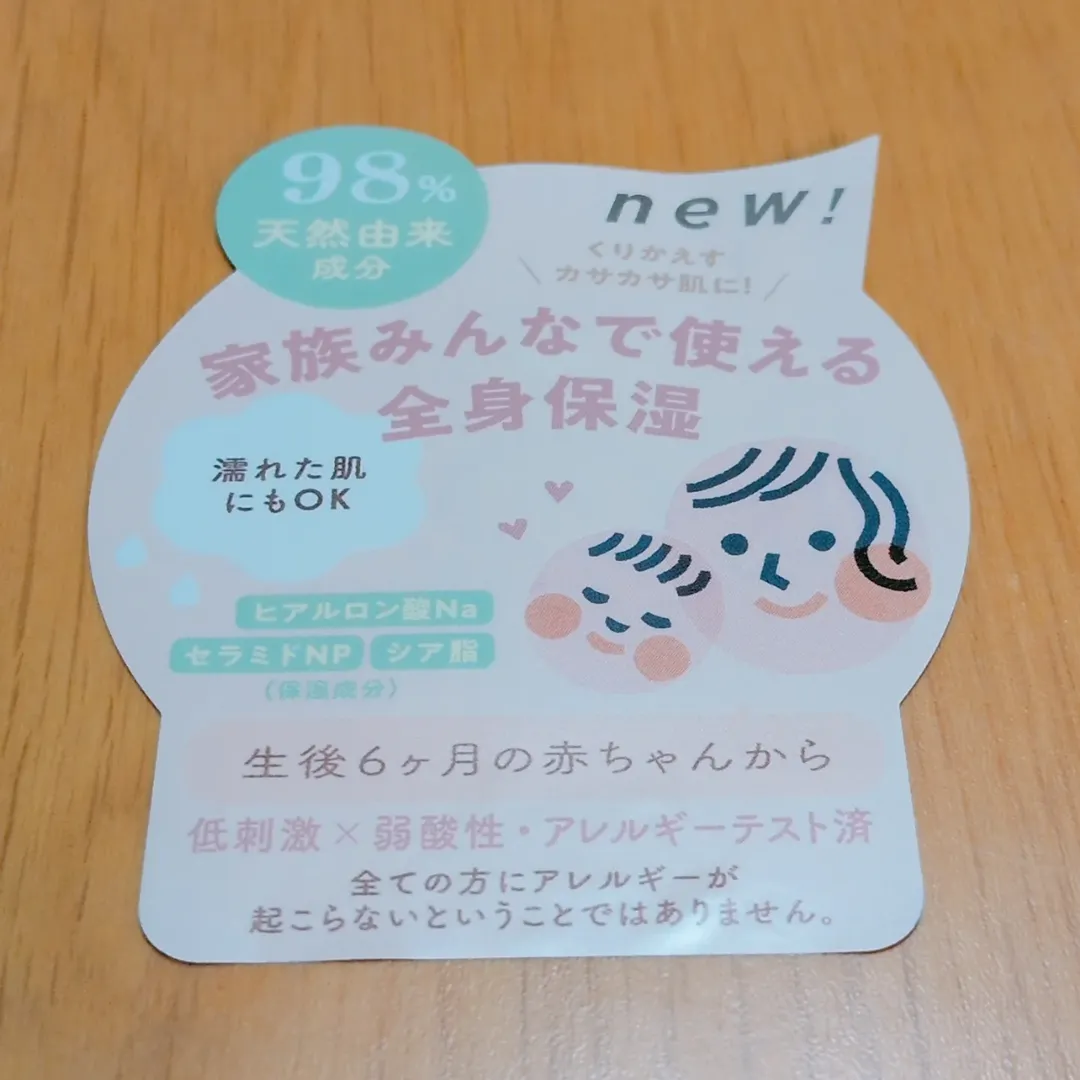 98%
天然由来
成分
new!
くりかえす
カサカサ肌に!
家族みんなで使える
全身保湿
濡れた肌
にもOK
ヒアルロン酸Na
セラミドNP
シア脂
(保湿成分)
生後6ヶ月の赤ちゃんから
低刺激×弱酸性・アレルギーテスト済
全ての方にアレルギーが
起こらないということではありません。